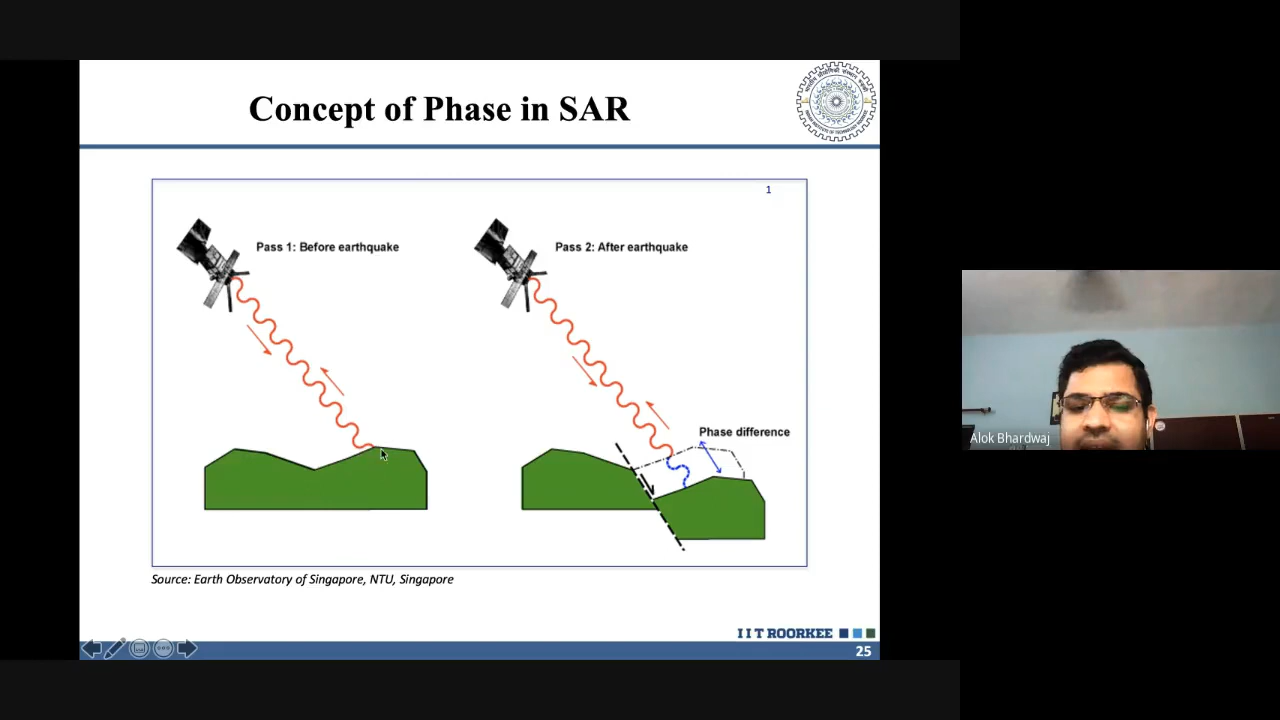 Concept of Phase in SAR
1
Pass 1: Before earthquake
Pass 2: After earthquake
Phase difference
Source: Earth Observatory of Singapore, NTU, Singapore
I I T ROORKEE
25
Alok Bhardwaj